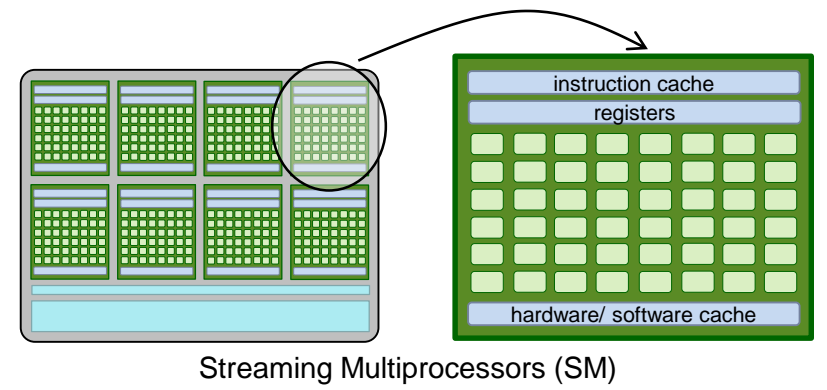 instruction cache
registers
hardware/ software cache
Streaming Multiprocessors (SM)